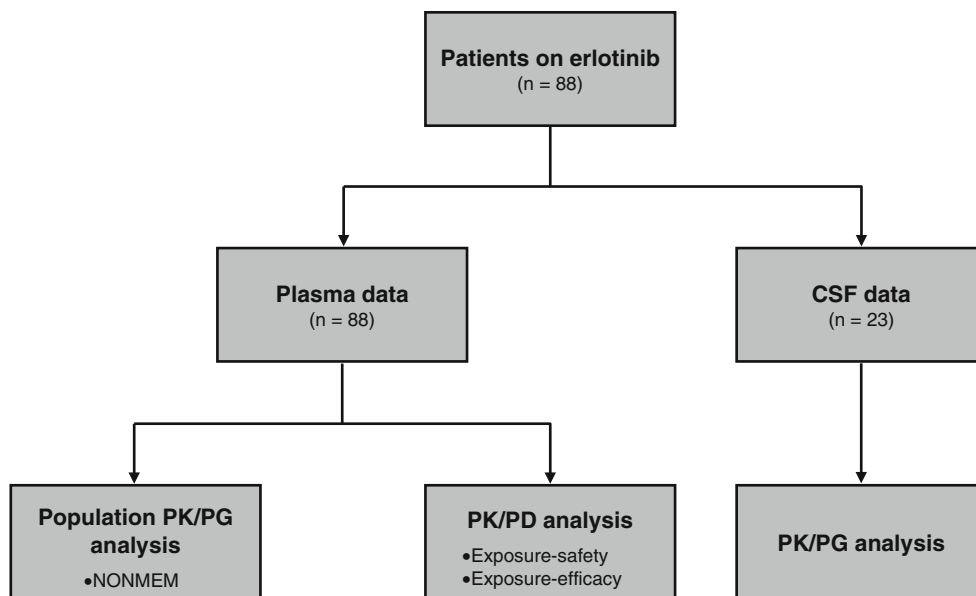 Patients on erlotinib
(n = 88)
Plasma data
(n = 88)
CSF data
(n = 23)
Population PK/PG
analysis
•NONMEM
PK/PD analysis
•Exposure-safety
•Exposure-efficacy
PK/PG analysis